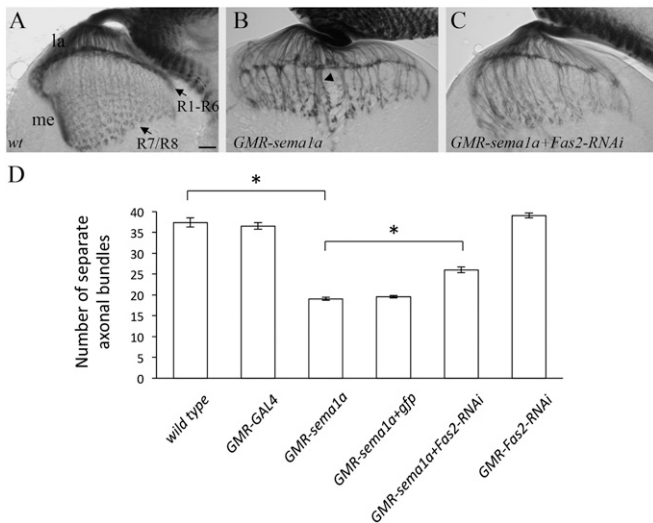 A
la
me
wt
R1-R6
R7/R8
B
GMR-sema1a
C
GMR-sema1a+Fas2-RNAi
D
*
*
Number of separate
axonal bundles
40
35
30
25
20
15
10
5
0
wild type
GMR-GAL4
GMR-sema1a
GMR-sema1a+gfp
GMR-sema1a+Fas2-RNAi
GMR-Fas2-RNAi